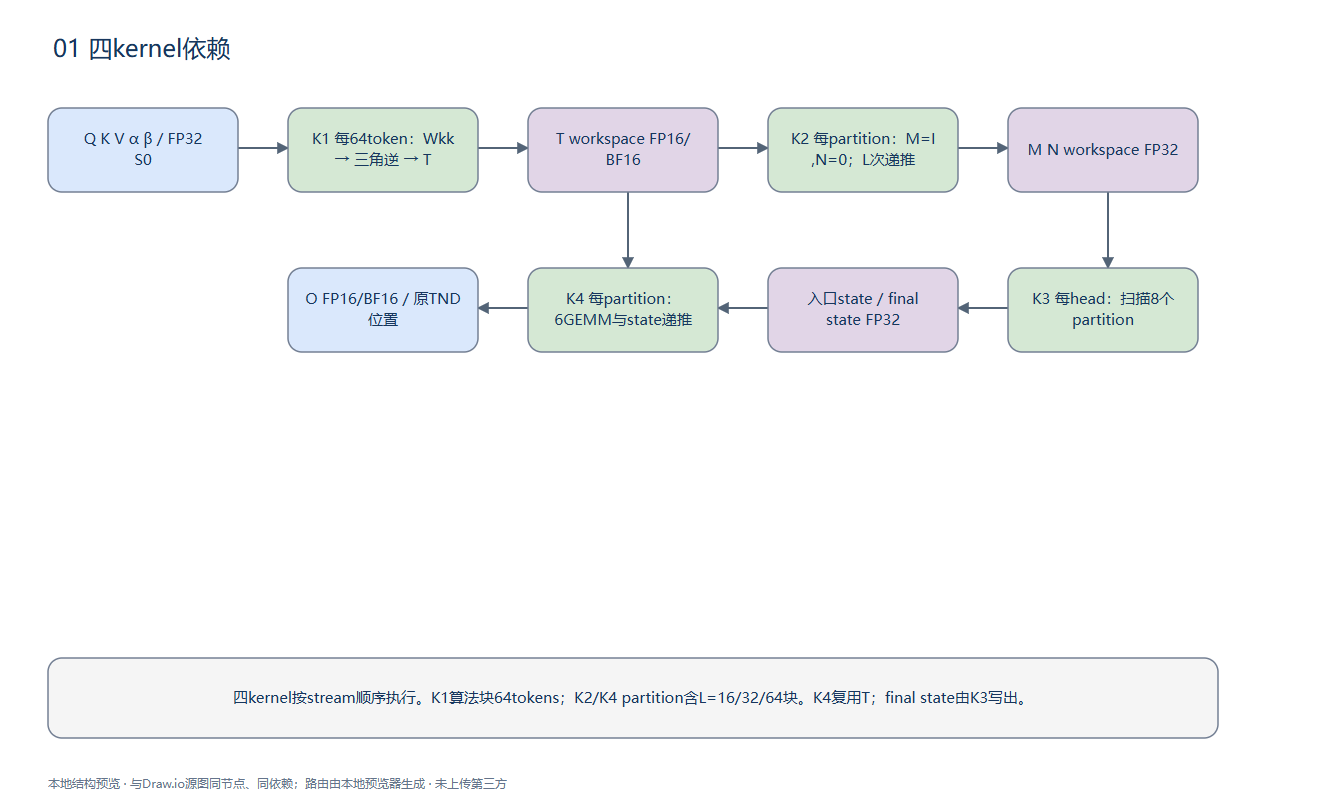 01 四kernel依赖
Q K V α β / FP32
S0
K1 每64token：Wkk
→ 三角逆 → T
T workspace FP16/
BF16
K2 每partition：M=I
,N=0；L次递推
M N workspace FP32
O FP16/BF16 / 原TND
位置
K4 每partition：
6GEMM与state递推
入口state / final
state FP32
K3 每head：扫描8个
partition
四kernel按stream顺序执行。K1算法块64tokens；K2/K4 partition含L=16/32/64块。K4复用T；final state由K3写出。
本地结构预览 · 与Draw.io源图同节点、同依赖；路由由本地预览器生成 · 未上传第三方